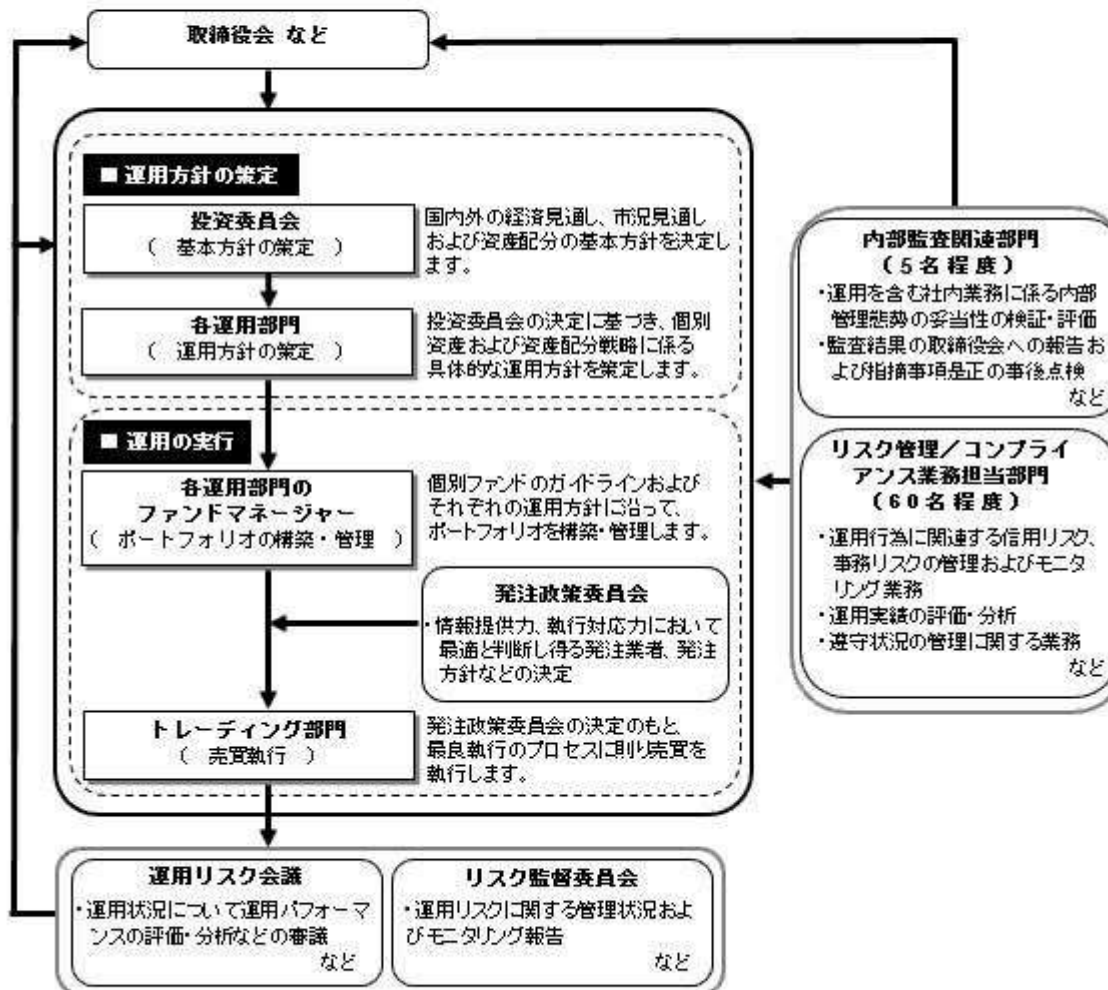 取締役会 など
■ 運用方針の策定
投資委員会
（ 基本方針の策定 ）
国内外の経済見通し、市況見通し
および資産配分の基本方針を決定し
ます。
各運用部門
（ 運用方針の策定 ）
投資委員会の決定に基づき、個別
資産および資産配分戦略に係る
具体的な運用方針を策定します。
■ 運用の実行
各運用部門の
ファンドマネージャー
（ ポートフォリオの構築・管理 ）
個別ファンドのガイドラインおよび
それぞれの運用方針に沿って、
ポートフォリオを構築・管理します。
発注政策委員会
・情報提供力、執行対応力において
最適と判断し得る発注業者、発注
方針などの決定
トレーディング部門
（ 売買執行 ）
発注政策委員会の決定のもと、
最良執行のプロセスに則り売買を
執行します。
内部監査関連部門
（５名程度）
・運用を含む社内業務に係る内部
管理態勢の妥当性の検証・評価
・監査結果の取締役会への報告お
よび指摘事項是正の事後点検
など
リスク管理／コンプライ
アンス業務担当部門
（６０名程度）
・運用行為に関連する信用リスク、
事務リスクの管理およびモニタ
リング業務
・運用実績の評価・分析
・遵守状況の管理に関する業務
など
運用リスク会議
・運用状況について運用パフォーマ
ンスの評価・分析などの審議
など
リスク監督委員会
・運用リスクに関する管理状況およ
びモニタリング報告
など